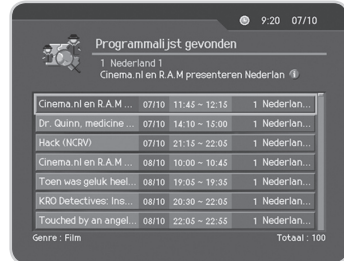 9:20 07/10
Programmalijst gevonden
1 Nederland 1
Cinema.nl en R.A.M presenteren Nederlan
Cinema.nl en R.A.M ... 07/10 11:45 ~ 12:15 1 Nederlan...
Dr. Quinn, medicine ... 07/10 14:10 ~ 15:00 1 Nederlan...
Hack (NCRV) 07/10 21:15 ~ 22:05 1 Nederlan...
Cinema.nl en R.A.M ... 08/10 10:00 ~ 10:45 1 Nederlan...
Toen was geluk heel... 08/10 19:05 ~ 19:35 1 Nederlan...
KRO Detectives: Ins... 08/10 20:30 ~ 22:05 1 Nederlan...
Touched by an angel... 08/10 22:05 ~ 22:55 1 Nederlan...
Genre : Film Totaal : 100